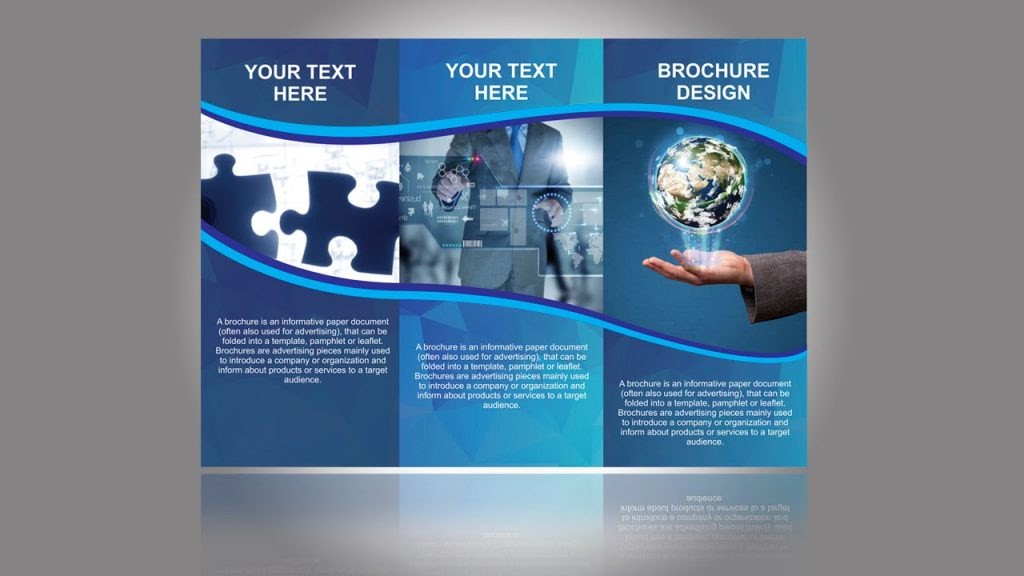 YOUR TEXT
HERE
A brochure is an informative paper document
(often also used for advertising), that can be
folded into a template, pamphlet or leaflet.
Brochures are advertising pieces mainly used
to introduce a company or organization and
inform about products or services to a target
audience.
YOUR TEXT
HERE
A brochure is an informative paper document
(often also used for advertising), that can be
folded into a template, pamphlet or leaflet.
Brochures are advertising pieces mainly used
to introduce a company or organization and
inform about products or services to a target
audience.
BROCHURE
DESIGN
A brochure is an informative paper document
(often also used for advertising), that can be
folded into a template, pamphlet or leaflet.
Brochures are advertising pieces mainly used
to introduce a company or organization and
inform about products or services to a target
audience.